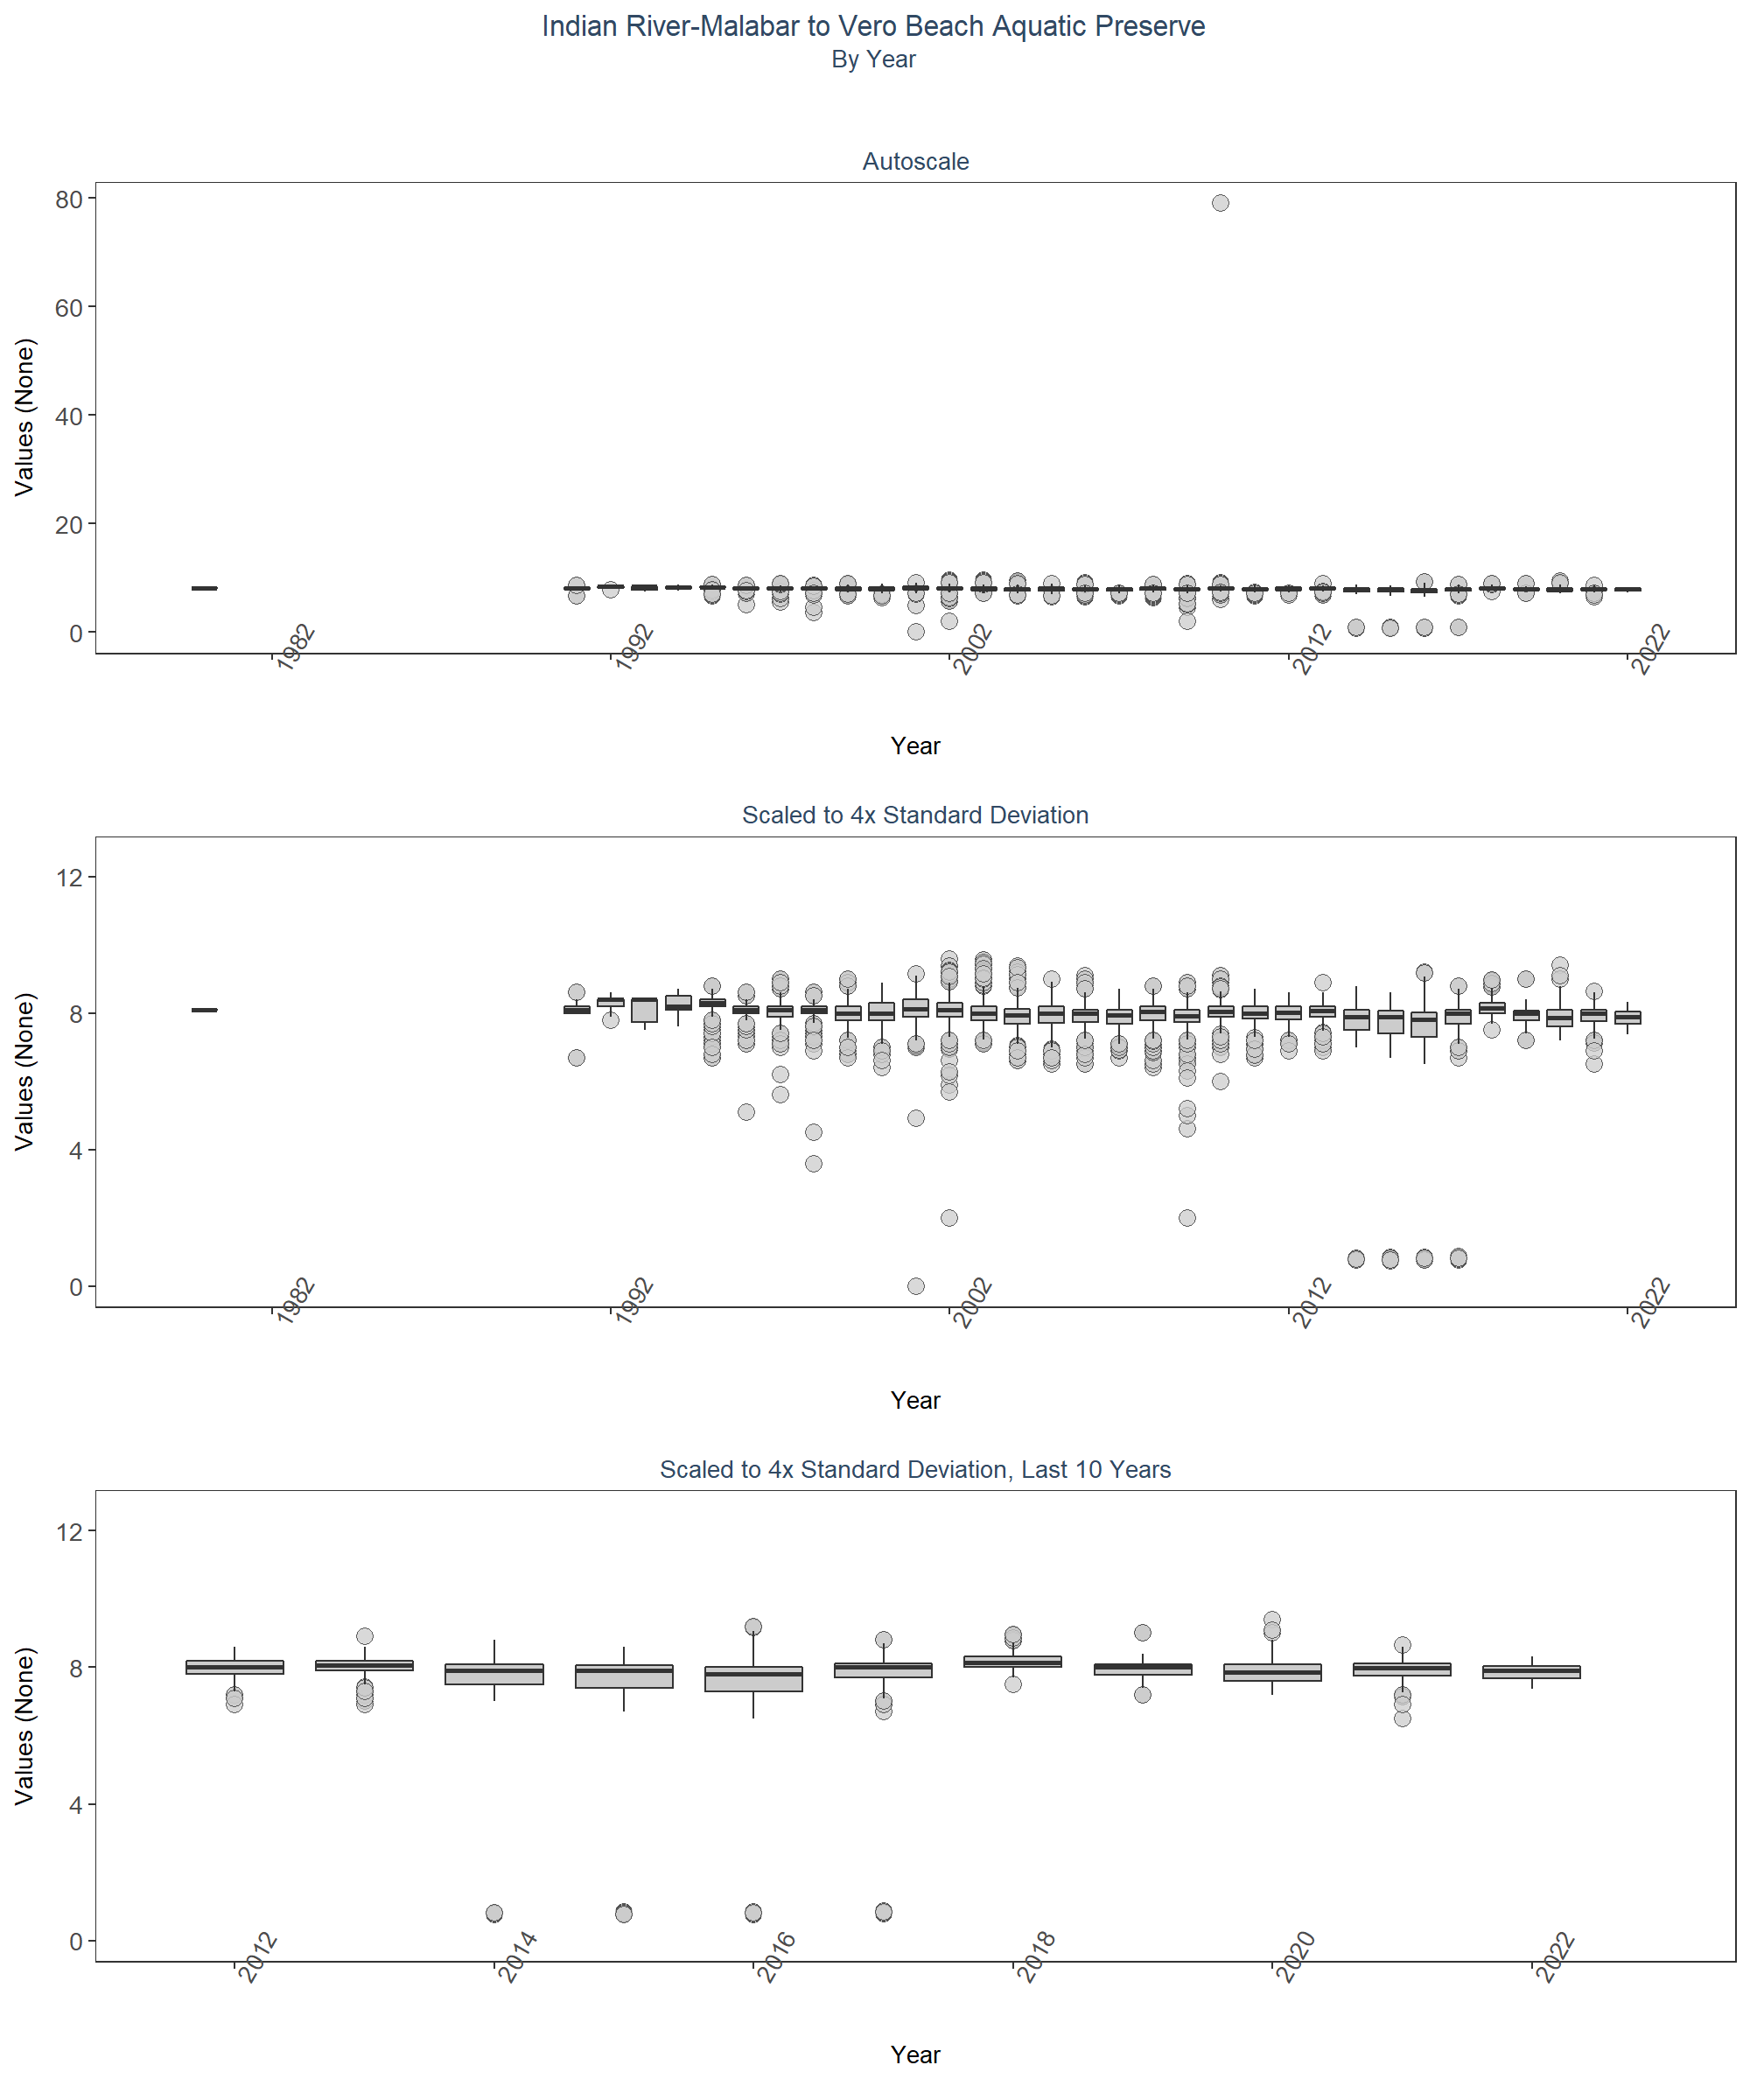 Indian River-Malabar to Vero Beach Aquatic Preserve
By Year
Autoscale
80
60
40
20
0
Values (None)
1982
1992
2002
2012
2022
Year
Scaled to 4x Standard Deviation
12
8
4
0
Values (None)
1982
1992
2002
2012
2022
Year
Scaled to 4x Standard Deviation, Last 10 Years
12
8
4
0
Values (None)
2012
2014
2016
2018
2020
2022
Year